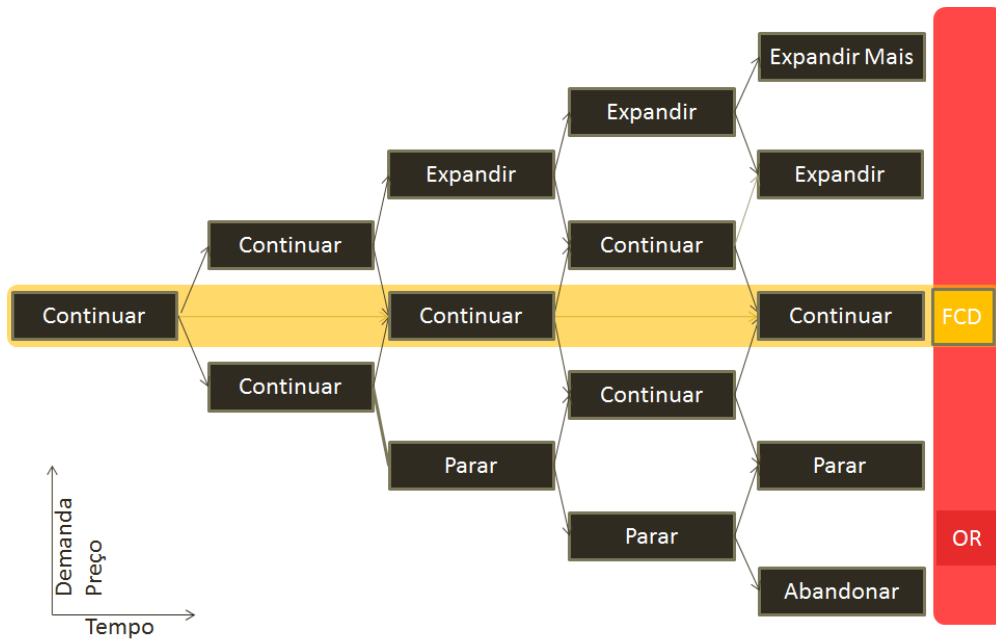 Expandir Mais
Expandir
Expandir
Expandir
Continuar
Continuar
Continuar
Continuar
Continuar
FCD
Continuar
Continuar
Parar
Parar
Parar
OR
Abandonar
Demanda
Preço
Tempo